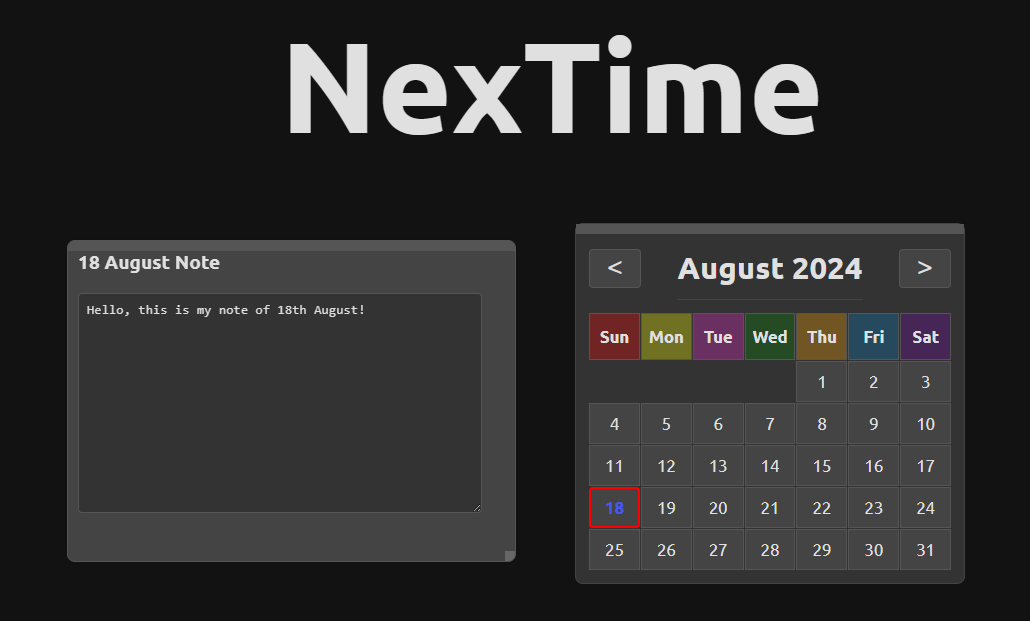 NexTime
18 August Note
Hello, this is my note of 18th August!
< August 2024 >
Sun Mon Tue Wed Thu Fri Sat
1 2 3
4 5 6 7 8 9 10
11 12 13 14 15 16 17
18 19 20 21 22 23 24
25 26 27 28 29 30 31